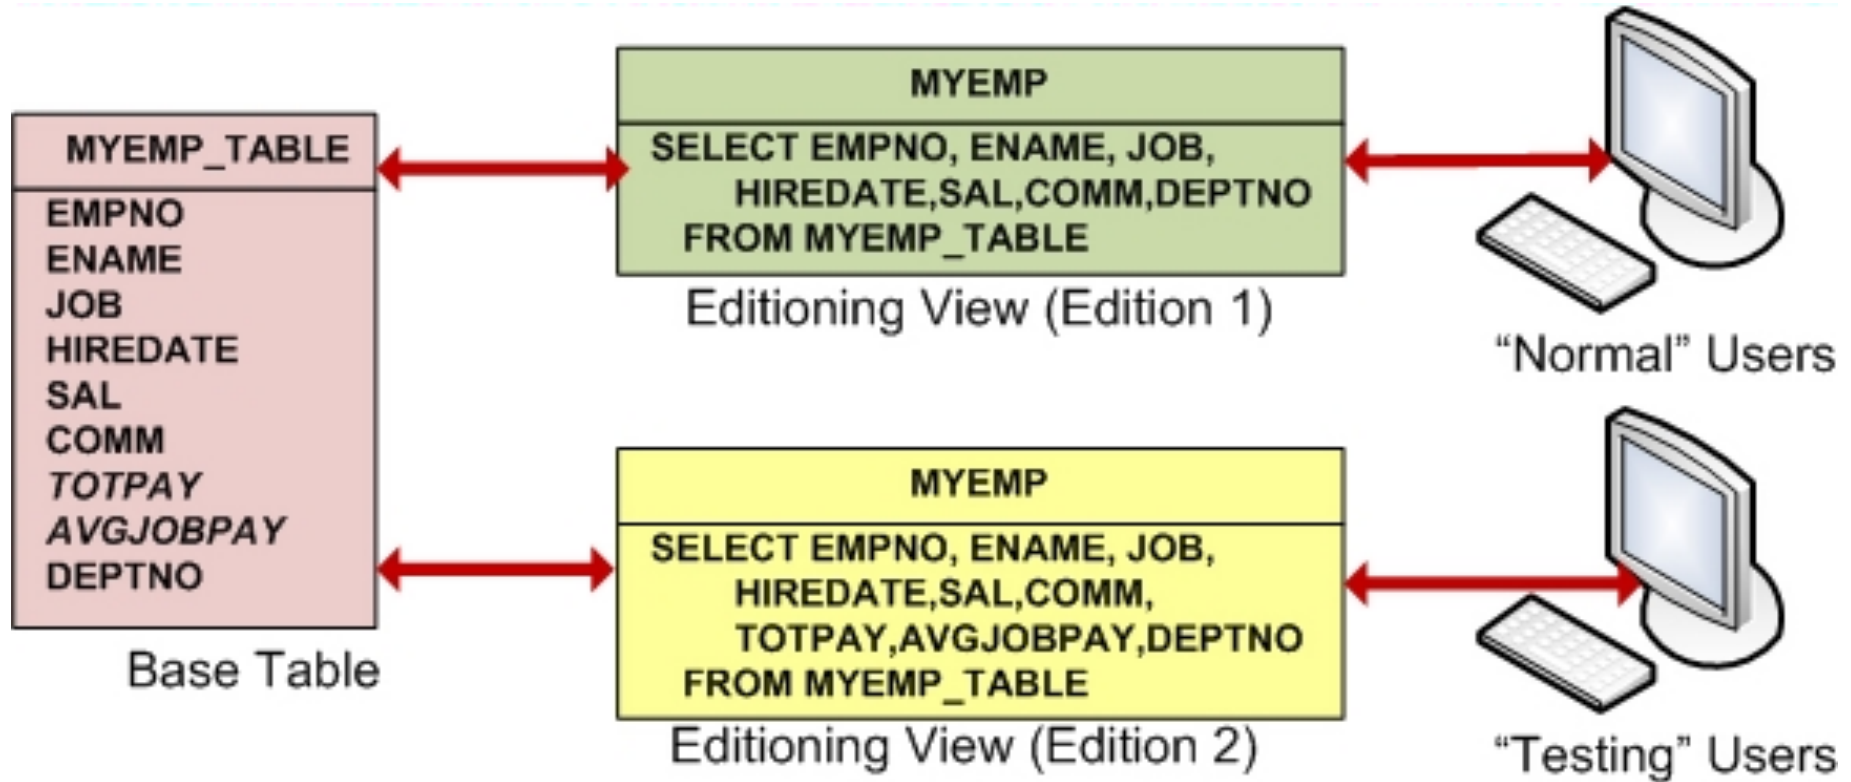 MYEMP_TABLE
EMPNO
ENAME
JOB
HIREDATE
SAL
COMM
TOTPAY
AVGJOBPAY
DEPTNO
Base Table
MYEMP
SELECT EMPNO, ENAME, JOB,
HIREDATE,SAL,COMM,DEPTNO
FROM MYEMP_TABLE
Editioning View (Edition 1)
“Normal” Users
MYEMP
SELECT EMPNO, ENAME, JOB,
HIREDATE,SAL,COMM,
TOTPAY,AVGJOBPAY,DEPTNO
FROM MYEMP_TABLE
Editioning View (Edition 2)
“Testing” Users